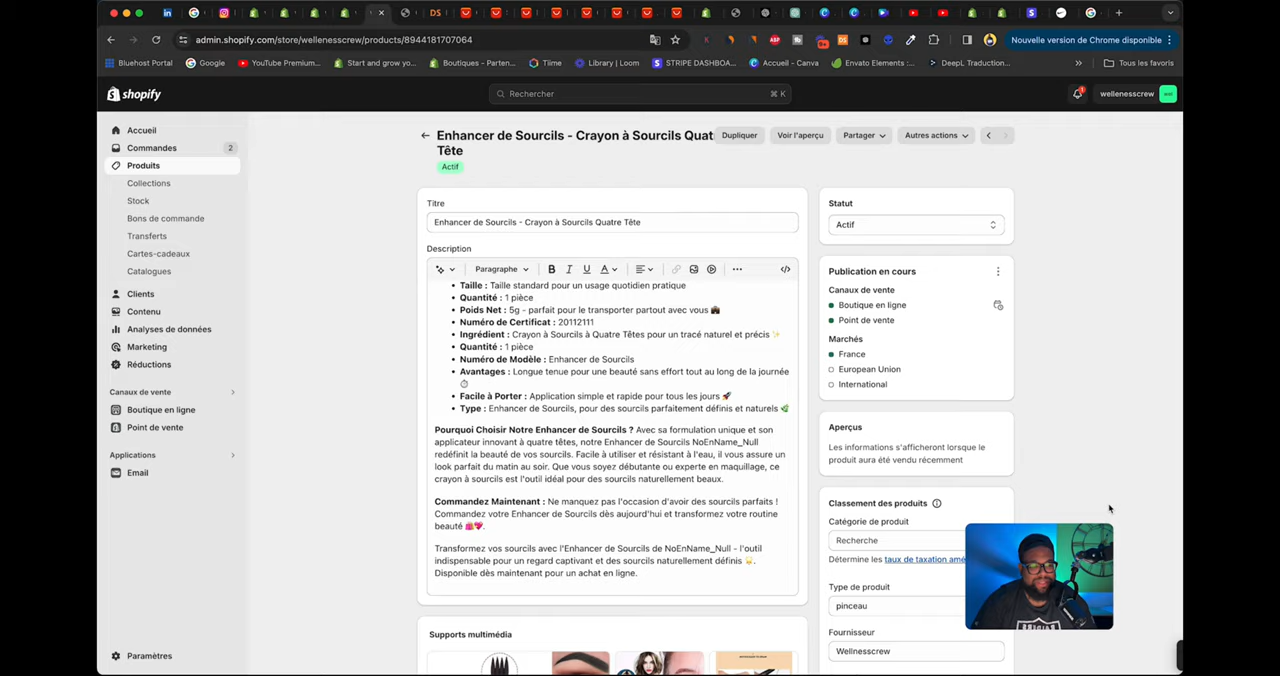 DS
admin.shopify.com/store/wellenesscrew/products/8944181707064
K
ABP
9+
DS
Nouvelle version de Chrome disponible
Bluehost Portal
Google
YouTube Premium...
Start and grow yo...
Boutiques - Parten...
Tiime
Library | Loom
STRIPE DASHBOA...
Accueil - Canva
Envato Elements :...
DeepL Traduction...
»
Tous les favoris
shopify
Rechercher
⌘ K
1
wellenesscrew
Accueil
Commandes
2
Produits
Collections
Stock
Bons de commande
Transferts
Cartes-cadeaux
Catalogues
Clients
Contenu
Analyses de données
Marketing
Réductions
Canaux de vente
Boutique en ligne
Point de vente
Applications
Email
Paramètres
Enhancer de Sourcils - Crayon à Sourcils Quat
Tête
Actif
Dupliquer
Voir l'aperçu
Partager
Autres actions
Titre
Enhancer de Sourcils - Crayon à Sourcils Quatre Tête
Description
Paragraphe
B I U A
• Taille : Taille standard pour un usage quotidien pratique
• Quantité : 1 pièce
• Poids Net : 5g - parfait pour le transporter partout avec vous 💼
• Numéro de Certificat : 20112111
• Ingrédient : Crayon à Sourcils à Quatre Têtes pour un tracé naturel et précis ✨
• Quantité : 1 pièce
• Numéro de Modèle : Enhancer de Sourcils
• Avantages : Longue tenue pour une beauté sans effort tout au long de la journée
⏱
• Facile à Porter : Application simple et rapide pour tous les jours 🚀
• Type : Enhancer de Sourcils, pour des sourcils parfaitement définis et naturels 🌿
Pourquoi Choisir Notre Enhancer de Sourcils ? Avec sa formulation unique et son
applicateur innovant à quatre têtes, notre Enhancer de Sourcils NoEnName_Null
redéfinit la beauté de vos sourcils. Facile à utiliser et résistant à l'eau, il vous assure un
look parfait du matin au soir. Que vous soyez débutante ou experte en maquillage, ce
crayon à sourcils est l'outil idéal pour des sourcils naturellement beaux.
Commandez Maintenant : Ne manquez pas l'occasion d'avoir des sourcils parfaits !
Commandez votre Enhancer de Sourcils dès aujourd'hui et transformez votre routine
beauté 🛍️💖.
Transformez vos sourcils avec l'Enhancer de Sourcils de NoEnName_Null - l'outil
indispensable pour un regard captivant et des sourcils naturellement définis 🌟.
Disponible dès maintenant pour un achat en ligne.
Supports multimédia
Statut
Actif
Publication en cours
Canaux de vente
Boutique en ligne
Point de vente
Marchés
France
European Union
International
Aperçus
Les informations s'afficheront lorsque le
produit aura été vendu récemment
Classement des produits
Catégorie de produit
Recherche
Détermine les taux de taxation amé
Type de produit
pinceau
Fournisseur
Wellnesscrew